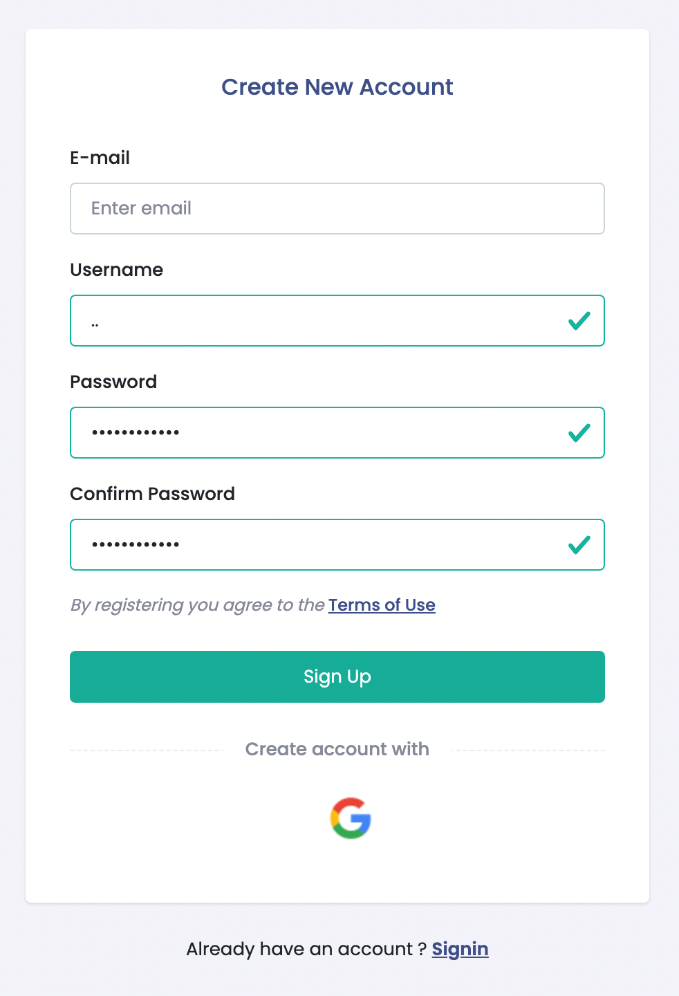 Create New Account
E-mail
Enter email
Username
..
Password
••••••••••••
Confirm Password
••••••••••••
By registering you agree to the Terms of Use
Sign Up
Create account with
Already have an account ? Signin